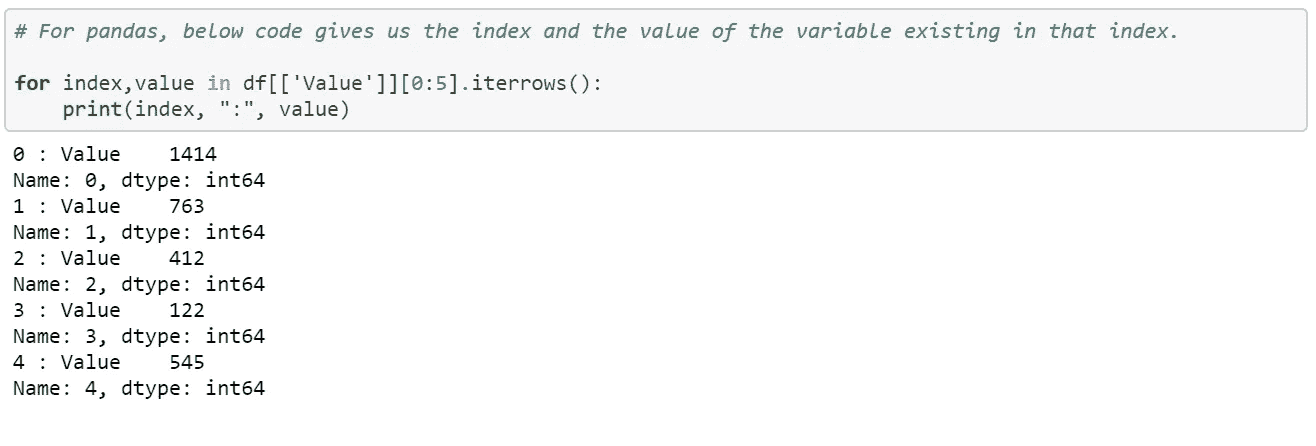 # For pandas, below code gives us the index and the value of the variable existing in that index.
for index,value in df[['Value']][0:5].iterrows():
    print(index, ":", value)
0 : Value    1414
Name: 0, dtype: int64
1 : Value    763
Name: 1, dtype: int64
2 : Value    412
Name: 2, dtype: int64
3 : Value    122
Name: 3, dtype: int64
4 : Value    545
Name: 4, dtype: int64